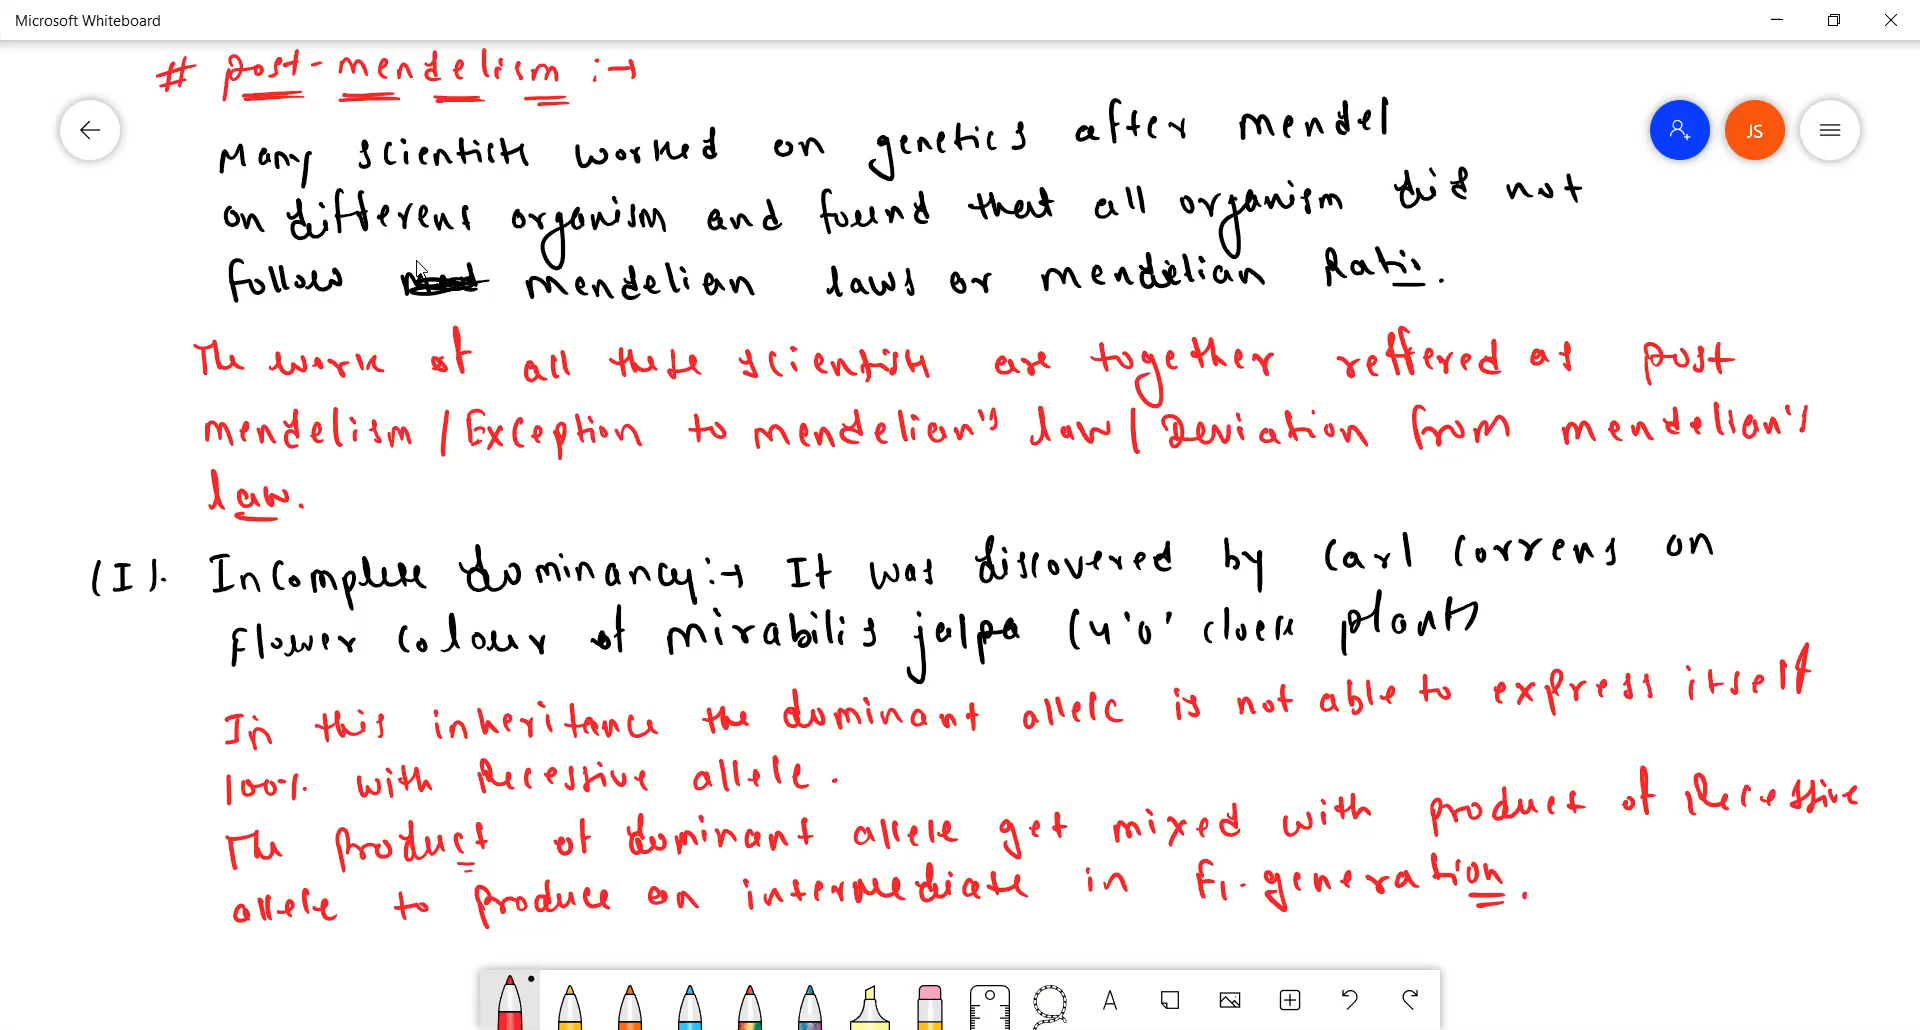 Microsoft Whiteboard
# post-mendelism :→
JS
Many scientists worked on genetics after mendel
on different organism and found that all organism did not
follow mendelian laws or mendelian Ratio.
The work of all these scientists are together reffered as post
mendelism / Exception to mendelian's law / Deviation from mendelian's
law.
(I). Incomplete dominancy :→ It was discovered by Carl Correns on
Flower colour of mirabilis jalpa (4'o' clock plant)
In this inheritance the dominant allele is not able to express itself
100% with Recessive allele.
The product of dominant allele get mixed with product of Recessive
allele to produce an intermediate in F1-generation.
A